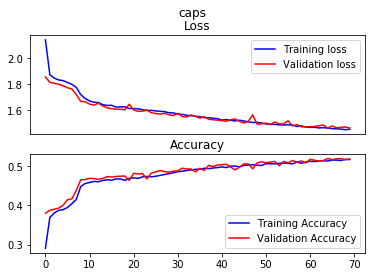 caps
Loss
2.0
1.8
1.6
Training loss
Validation loss
Accuracy
0.5
0.4
0.3
Training Accuracy
Validation Accuracy
0 10 20 30 40 50 60 70